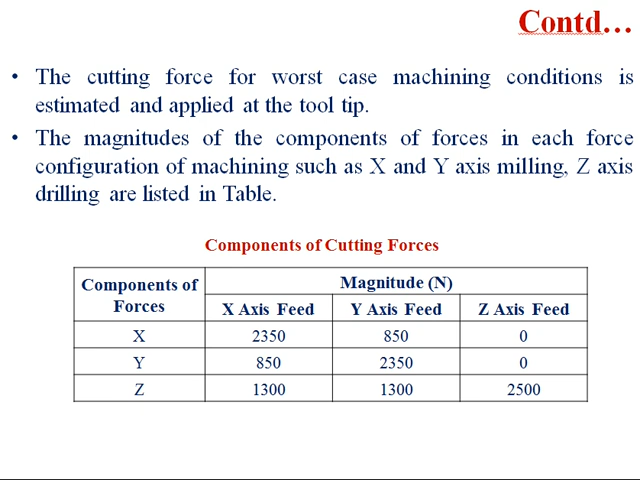 Contd…
• The cutting force for worst case machining conditions is
estimated and applied at the tool tip.
• The magnitudes of the components of forces in each force
configuration of machining such as X and Y axis milling, Z axis
drilling are listed in Table.
Components of Cutting Forces
Components of Forces Magnitude (N)
X Axis Feed Y Axis Feed Z Axis Feed
X 2350 850 0
Y 850 2350 0
Z 1300 1300 2500